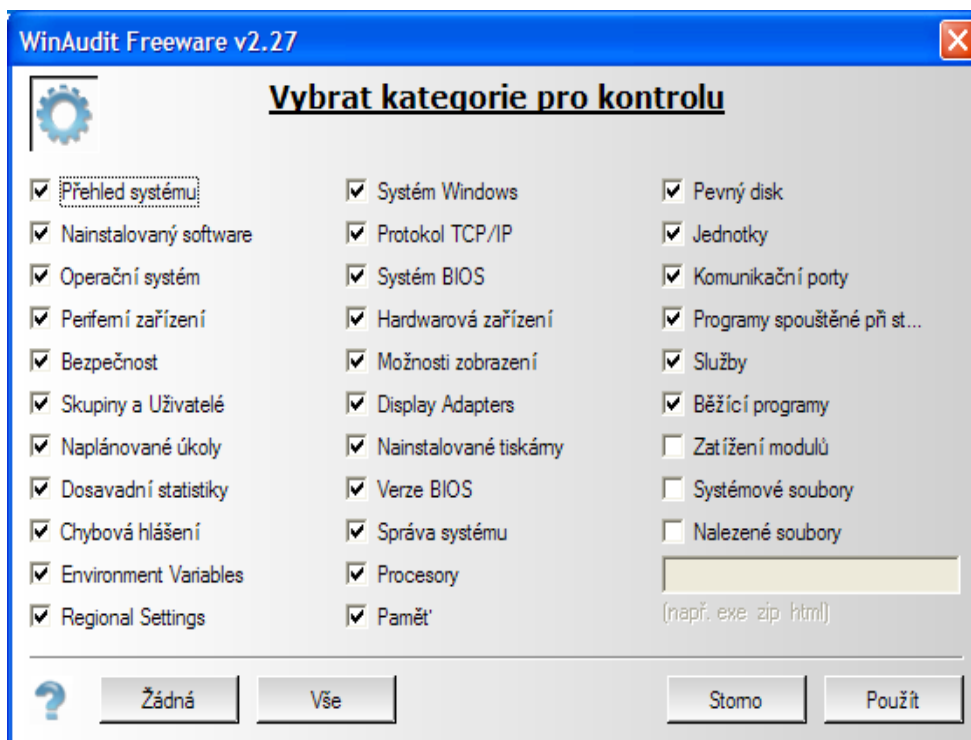 WinAudit Freeware v2.27
Vybrat kategorie pro kontrolu
Přehled systému
Nainstalovaný software
Operační systém
Periferní zařízení
Bezpečnost
Skupiny a Uživatelé
Naplánované úkoly
Dosavadní statistiky
Chybová hlášení
Environment Variables
Regional Settings
Systém Windows
Protokol TCP/IP
Systém BIOS
Hardwarová zařízení
Možnosti zobrazení
Display Adapters
Nainstalované tiskárny
Verze BIOS
Správa systému
Procesory
Paměť
Pevný disk
Jednotky
Komunikační porty
Programy spouštěné při st...
Služby
Běžící programy
Zatížení modulů
Systémové soubory
Nalezené soubory
(např. exe zip html)
Žádná
Vše
Storno
Použít